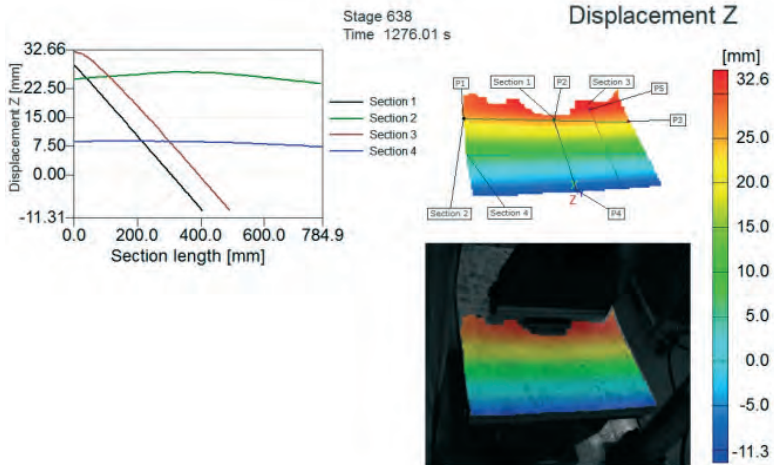 Stage 638
Time 1276.01 s
Displacement Z
32.66
22.50
15.00
7.50
0.00
-11.31
Displacement Z [mm]
0.0
200.0
400.0
600.0
784.9
Section length [mm]
Section 1
Section 2
Section 3
Section 4
P1
Section 1
P2
Section 3
P5
P3
Section 2
Section 4
P4
X
Z
[mm]
32.6
25.0
20.0
15.0
10.0
5.0
0.0
-5.0
-11.3